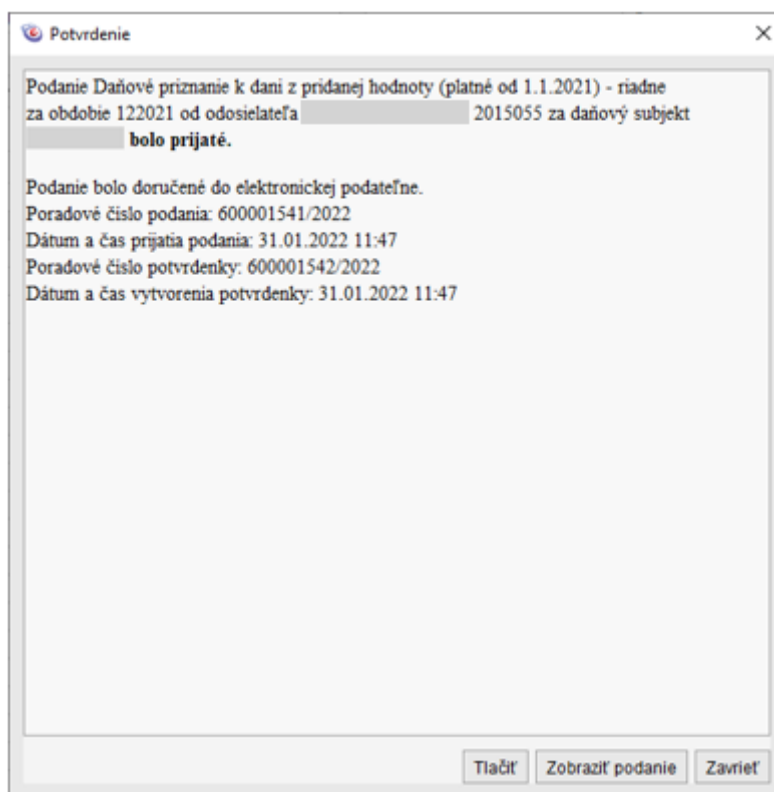 Potvrdenie
Podanie Daňové priznanie k dani z pridanej hodnoty (platné od 1.1.2021) - riadne
za obdobie 122021 od odosielateľa 2015055 za daňový subjekt
bolo prijaté.
Podanie bolo doručené do elektronickej podateľne.
Poradové číslo podania: 600001541/2022
Dátum a čas prijatia podania: 31.01.2022 11:47
Poradové číslo potvrdenky: 600001542/2022
Dátum a čas vytvorenia potvrdenky: 31.01.2022 11:47
Tlačiť Zobraziť podanie Zavrieť